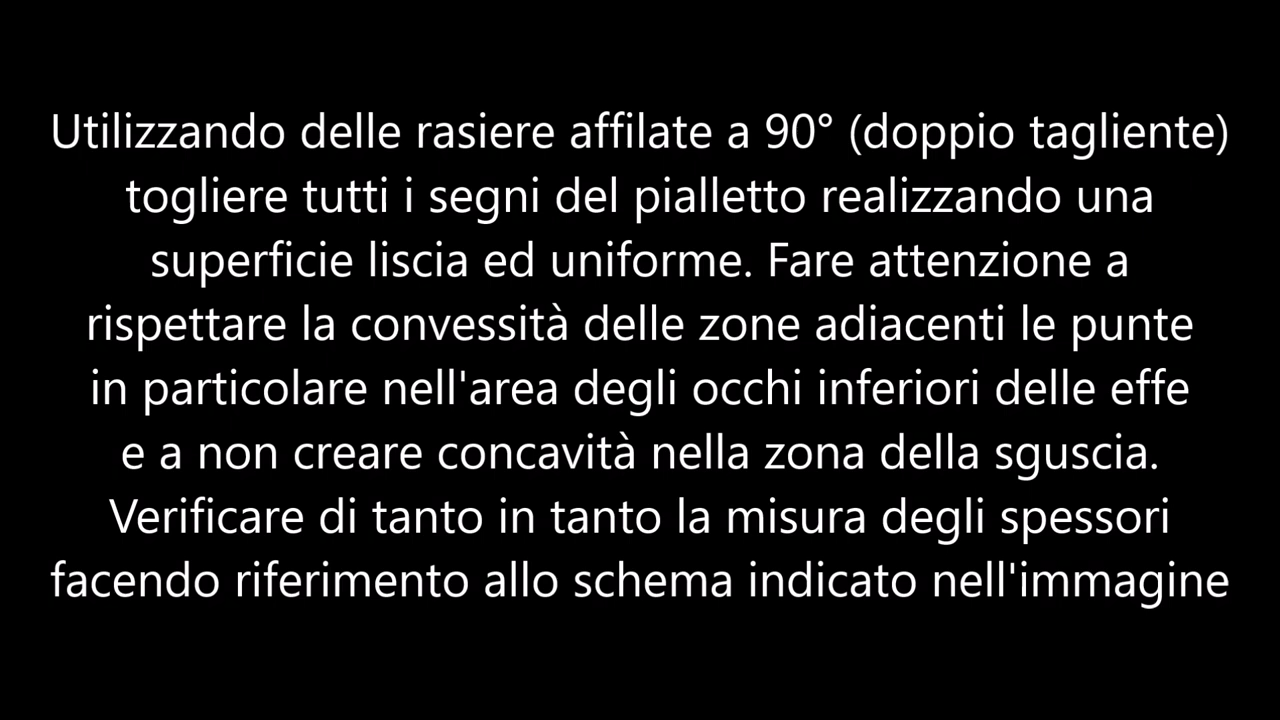 Utilizzando delle rasiere affilate a 90° (doppio tagliente)
togliere tutti i segni del pialletto realizzando una
superficie liscia ed uniforme. Fare attenzione a
rispettare la convessità delle zone adiacenti le punte
in particolare nell'area degli occhi inferiori delle effe
e a non creare concavità nella zona della sguscia.
Verificare di tanto in tanto la misura degli spessori
facendo riferimento allo schema indicato nell'immagine